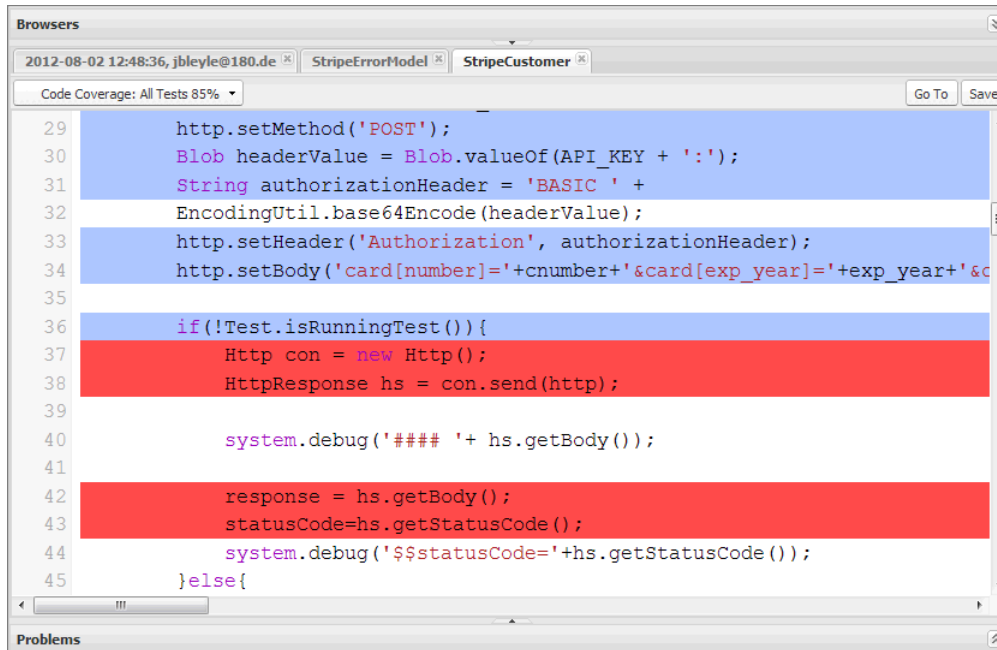 Browsers
2012-08-02 12:48:36, jbleyle@180.de StripeErrorModel StripeCustomer
Code Coverage: All Tests 85% Go To Save
29 http.setMethod('POST');
30 Blob headerValue = Blob.valueOf(API_KEY + ':');
31 String authorizationHeader = 'BASIC ' +
32 EncodingUtil.base64Encode(headerValue);
33 http.setHeader('Authorization', authorizationHeader);
34 http.setBody('card[number]='+cnumber+'&card[exp_year]='+exp_year+'&c
35
36 if(!Test.isRunningTest()){
37 Http con = new Http();
38 HttpResponse hs = con.send(http);
39
40 system.debug('#### '+ hs.getBody());
41
42 response = hs.getBody();
43 statusCode=hs.getStatusCode();
44 system.debug('$$statusCode='+hs.getStatusCode());
45 }else{
Problems